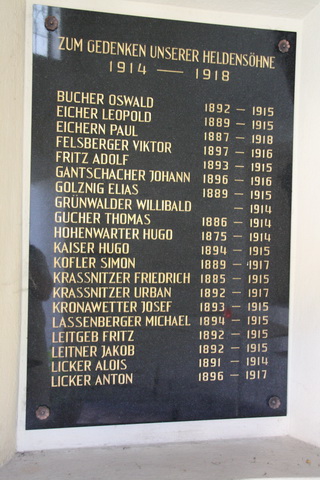 ZUM GEDENKEN UNSERER HELDENSÖHNE
1914 — 1918
BUCHER OSWALD 1892 — 1915
EICHER LEOPOLD 1889 — 1915
EICHERN PAUL 1887 — 1918
FELSBERGER VIKTOR 1897 — 1916
FRITZ ADOLF 1893 — 1915
GANTSCHACHER JOHANN 1896 — 1916
GOLZNIG ELIAS 1889 — 1915
GRÜNWALDER WILLIBALD — 1914
GUCHER THOMAS 1886 — 1914
HOHENWARTER HUGO 1875 — 1914
KAISER HUGO 1894 — 1915
KOFLER SIMON 1889 — 1917
KRASSNITZER FRIEDRICH 1885 — 1915
KRASSNITZER URBAN 1892 — 1917
KRONAWETTER JOSEF 1893 — 1915
LASSENBERGER MICHAEL 1894 — 1915
LEITGEB FRITZ 1892 — 1915
LEITNER JAKOB 1892 — 1915
LICKER ALOIS 1891 — 1914
LICKER ANTON 1896 — 1917